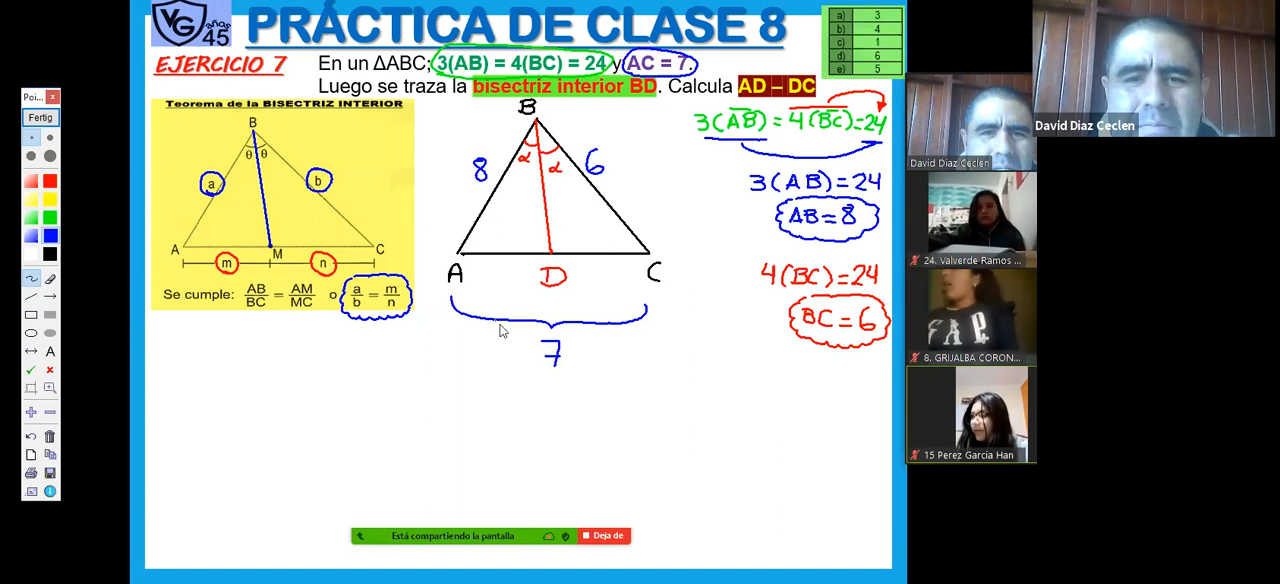 VG
años
45
PRÁCTICA DE CLASE 8
EJERCICIO 7
En un ΔABC; 3(AB) = 4(BC) = 24 y AC = 7.
Luego se traza la bisectriz interior BD. Calcula AD – DC
a) 3
b) 4
c) 1
d) 6
e) 5
Poi...
Fertig
Teorema de la BISECTRIZ INTERIOR
B
θ θ
a
b
A
M
C
m
n
Se cumple: AB/BC = AM/MC o a/b = m/n
B
α α
8
6
A
D
C
7
3(AB) = 4(BC) = 24
3(AB) = 24
AB = 8
4(BC) = 24
BC = 6
David Diaz Ceclen
David Diaz Ceclen
24. Valverde Ramos ...
FAP
8. GRIJALBA CORON...
15 Perez Garcia Han
A
Está compartiendo la pantalla
Deja de